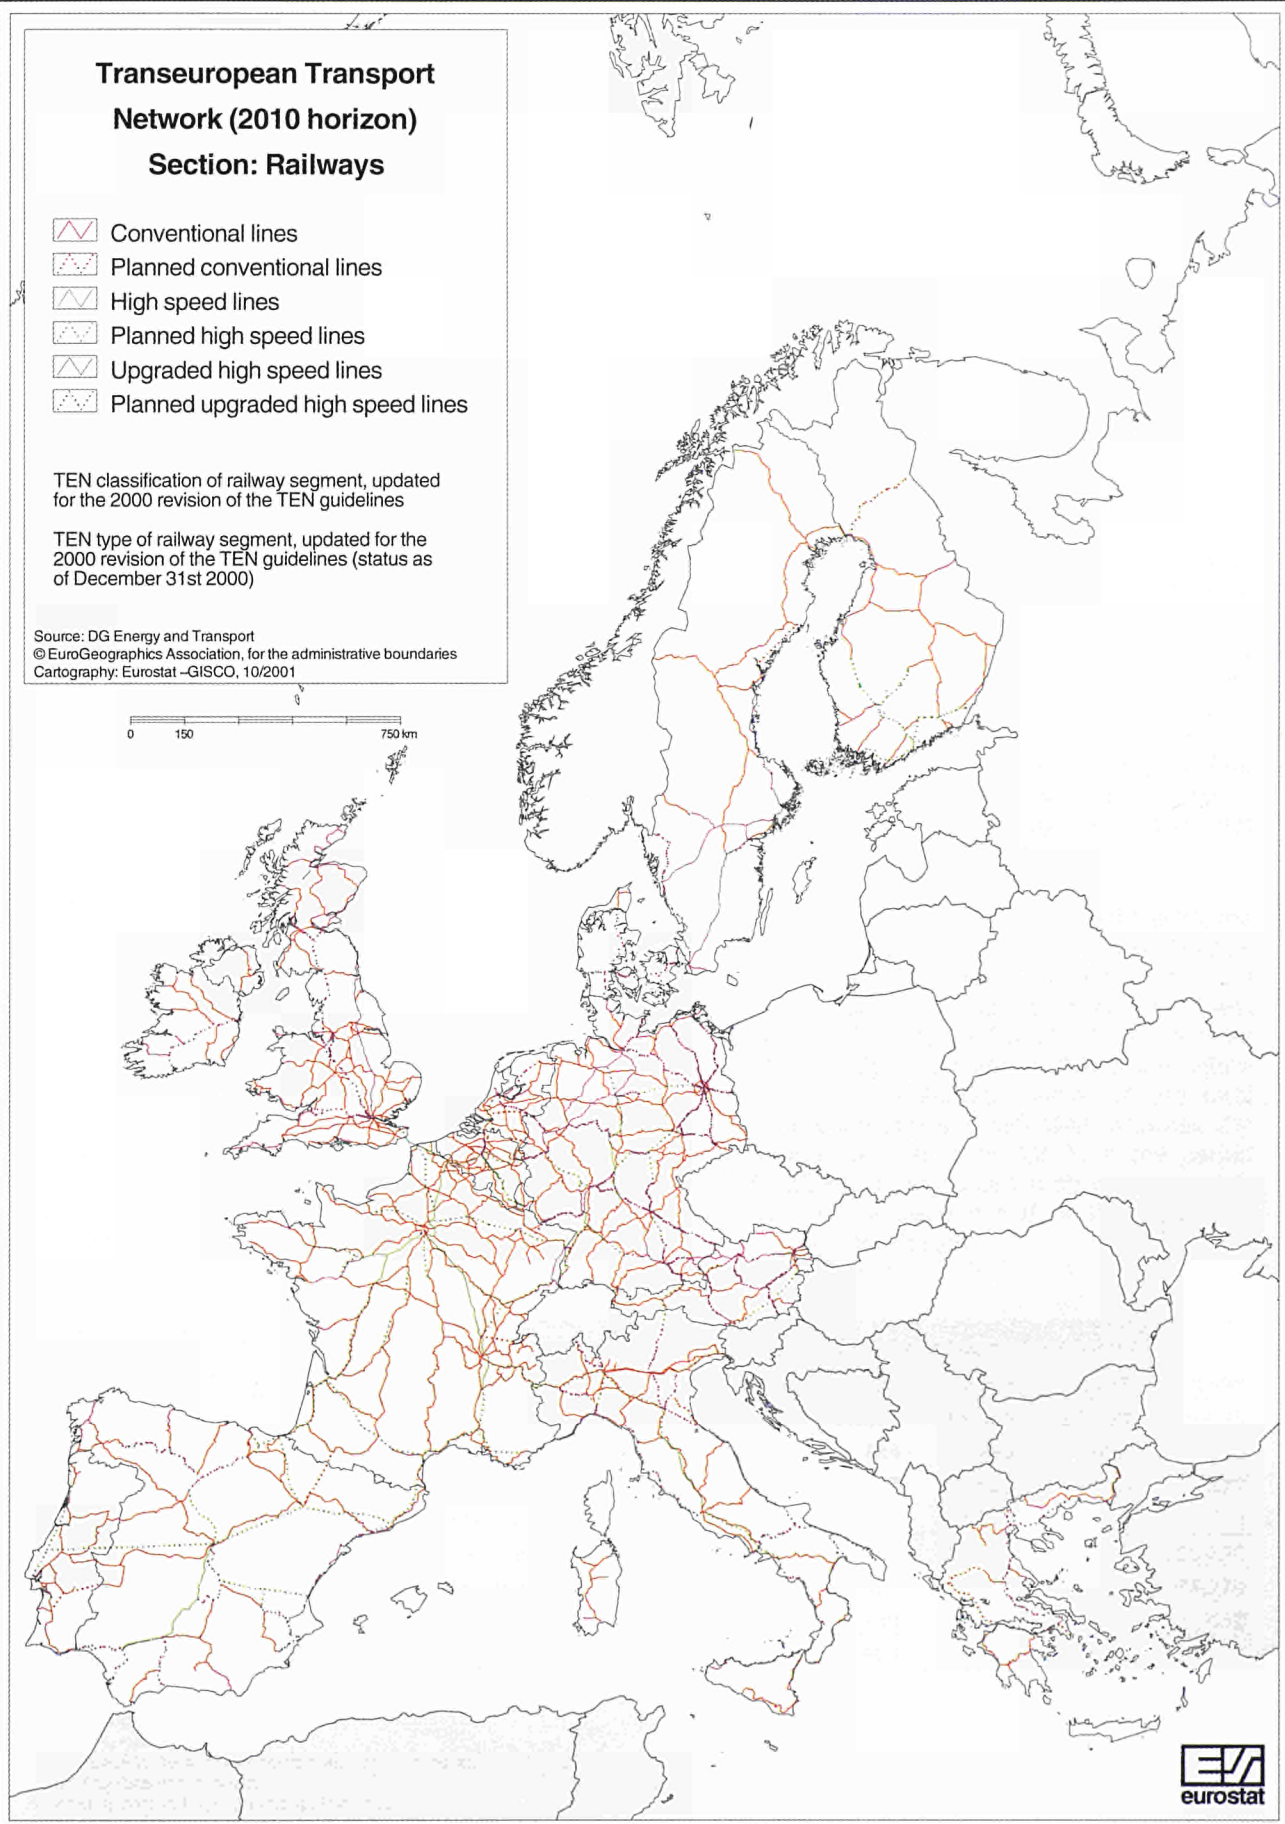 Transeuropean Transport
Network (2010 horizon)
Section: Railways
Conventional lines
Planned conventional lines
High speed lines
Planned high speed lines
Upgraded high speed lines
Planned upgraded high speed lines
TEN classification of railway segment, updated
for the 2000 revision of the TEN guidelines
TEN type of railway segment, updated for the
2000 revision of the TEN guidelines (status as
of December 31st 2000)
Source: DG Energy and Transport
© EuroGeographics Association, for the administrative boundaries
Cartography: Eurostat –GISCO, 10/2001
0 150 750 km
eurostat